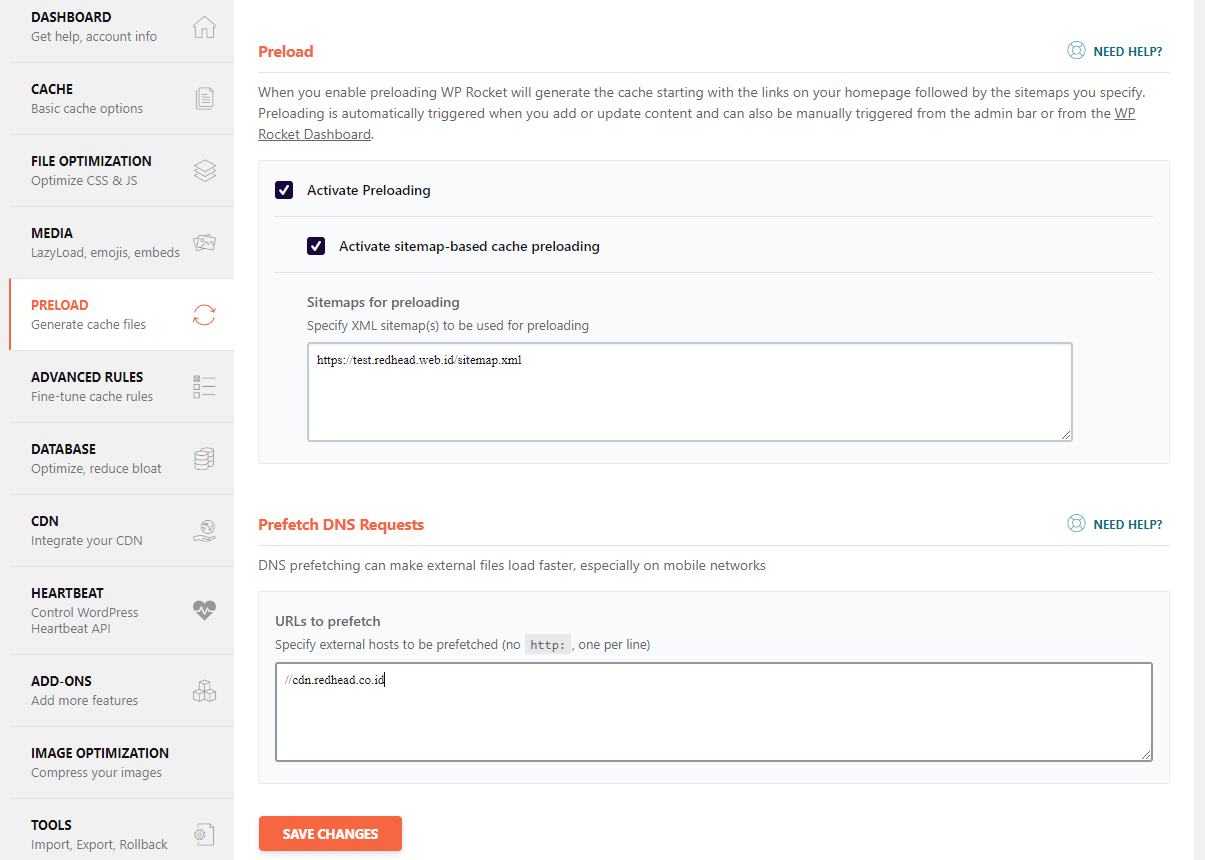 DASHBOARD
Get help, account info
CACHE
Basic cache options
FILE OPTIMIZATION
Optimize CSS & JS
MEDIA
LazyLoad, emojis, embeds
PRELOAD
Generate cache files
ADVANCED RULES
Fine-tune cache rules
DATABASE
Optimize, reduce bloat
CDN
Integrate your CDN
HEARTBEAT
Control WordPress
Heartbeat API
ADD-ONS
Add more features
IMAGE OPTIMIZATION
Compress your images
TOOLS
Import, Export, Rollback
Preload
NEED HELP?
When you enable preloading WP Rocket will generate the cache starting with the links on your homepage followed by the sitemaps you specify.
Preloading is automatically triggered when you add or update content and can also be manually triggered from the admin bar or from the WP
Rocket Dashboard.
Activate Preloading
Activate sitemap-based cache preloading
Sitemaps for preloading
Specify XML sitemap(s) to be used for preloading
https://test.redhead.web.id/sitemap.xml
Prefetch DNS Requests
NEED HELP?
DNS prefetching can make external files load faster, especially on mobile networks
URLs to prefetch
Specify external hosts to be prefetched (no http: , one per line)
//cdn.redhead.co.id
SAVE CHANGES